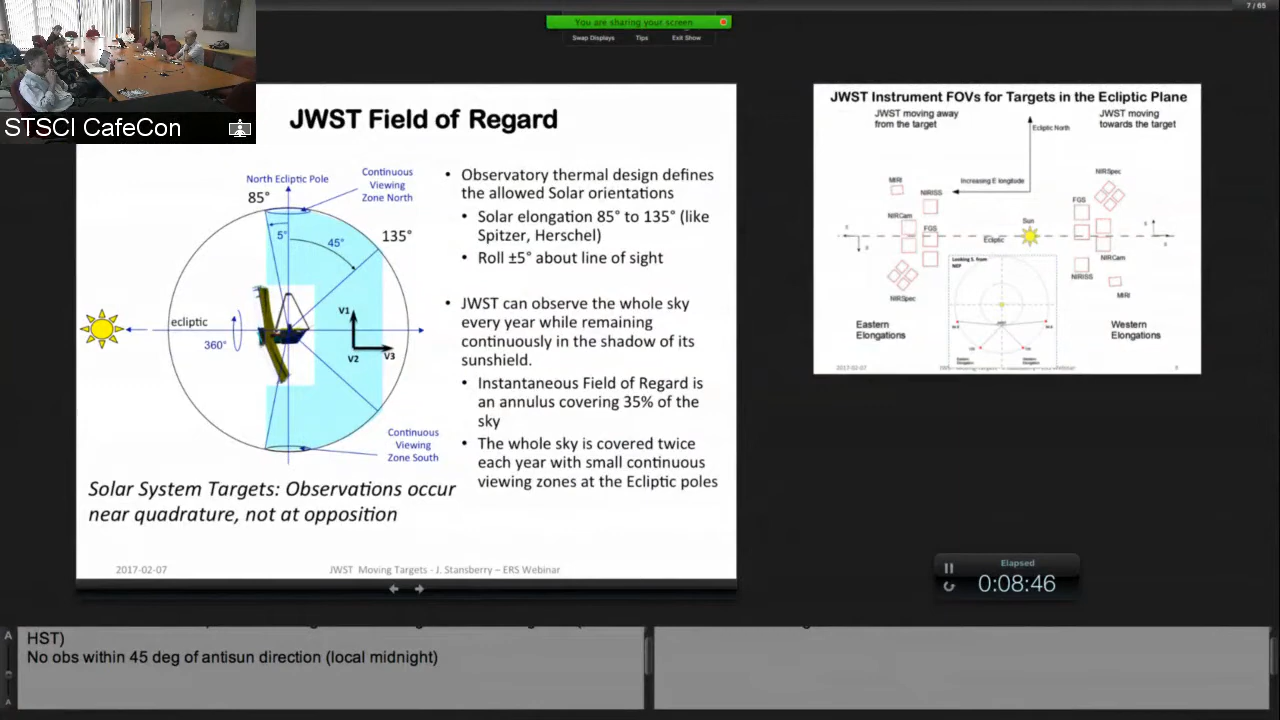 7 / 65
You are sharing your screen
Swap Displays Tips Exit Show
STSCI CafeCon
JWST Field of Regard
North Ecliptic Pole
Continuous
Viewing
Zone North
85°
5°
45°
135°
ecliptic
360°
V1
V2
V3
Continuous
Viewing
Zone South
• Observatory thermal design defines
the allowed Solar orientations
• Solar elongation 85° to 135° (like
Spitzer, Herschel)
• Roll ±5° about line of sight
• JWST can observe the whole sky
every year while remaining
continuously in the shadow of its
sunshield.
• Instantaneous Field of Regard is
an annulus covering 35% of the
sky
• The whole sky is covered twice
each year with small continuous
viewing zones at the Ecliptic poles
Solar System Targets: Observations occur
near quadrature, not at opposition
2017-02-07
JWST Moving Targets - J. Stansberry – ERS Webinar
JWST Instrument FOVs for Targets in the Ecliptic Plane
JWST moving away
from the target
JWST moving
towards the target
Ecliptic North
Increasing E longitude
MIRI
NIRISS
NIRCam
FGS
NIRSpec
Sun
Ecliptic
NIRSpec
FGS
NIRCam
NIRISS
MIRI
Looking S. from
NEP
Eastern
Elongations
Western
Elongations
2017-02-07
8
Elapsed
0:08:46
HST)
No obs within 45 deg of antisun direction (local midnight)
A
A